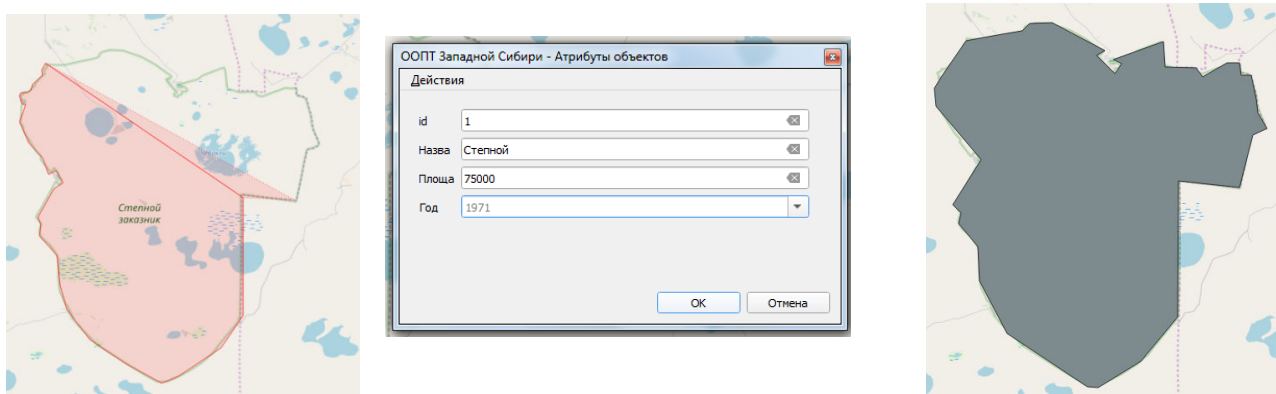 Степной
заказник
ООПТ Западной Сибири - Атрибуты объектов
Действия
id 1
Назва Степной
Площа 75000
Год 1971
OK Отмена